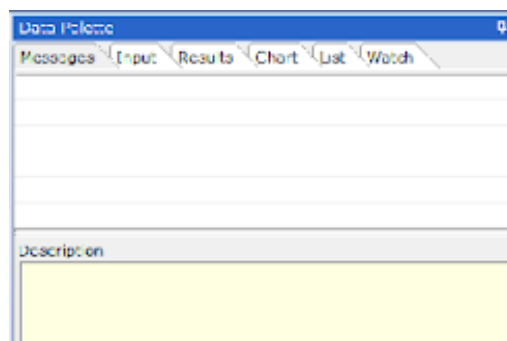 Data Palette
Messages Input Results Chart List Watch
Description